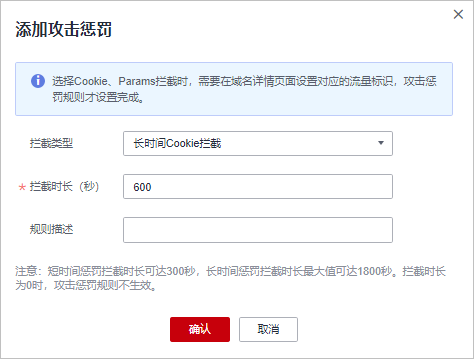 添加攻击惩罚
选择Cookie、Params拦截时，需要在域名详情页面设置对应的流量标识，攻击惩
罚规则才设置完成。
拦截类型
长时间Cookie拦截
* 拦截时长（秒）
600
规则描述
注意：短时间惩罚拦截时长可达300秒，长时间惩罚拦截时长最大值可达1800秒。拦截时长
为0时，攻击惩罚规则不生效。
确认
取消